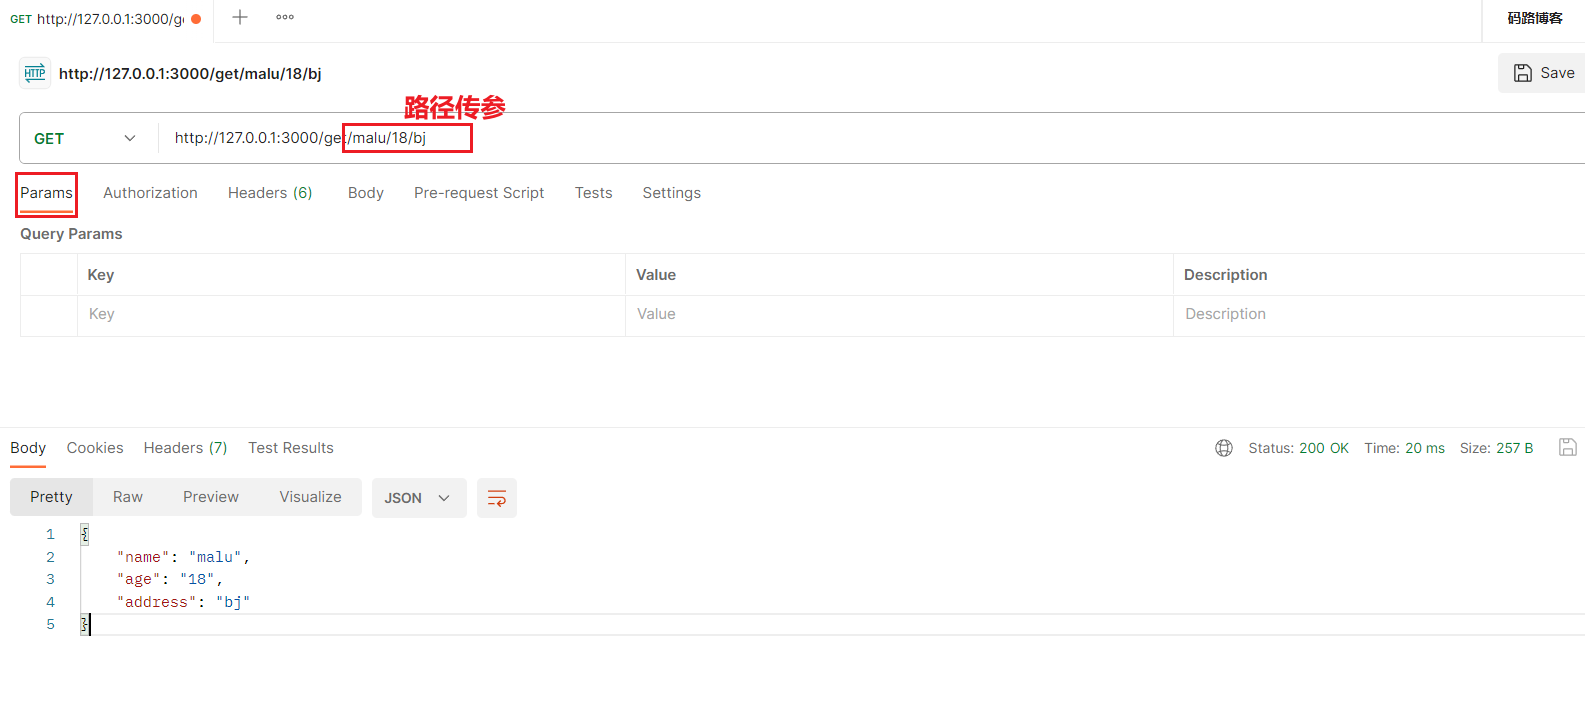 GET http://127.0.0.1:3000/ge
码路博客
HTTP http://127.0.0.1:3000/get/malu/18/bj
Save
路径传参
GET http://127.0.0.1:3000/get/malu/18/bj
Params Authorization Headers (6) Body Pre-request Script Tests Settings
Query Params
Key Value Description
Key Value Description
Body Cookies Headers (7) Test Results Status: 200 OK Time: 20 ms Size: 257 B
Pretty Raw Preview Visualize JSON
1 {
2 "name": "malu",
3 "age": "18",
4 "address": "bj"
5 }